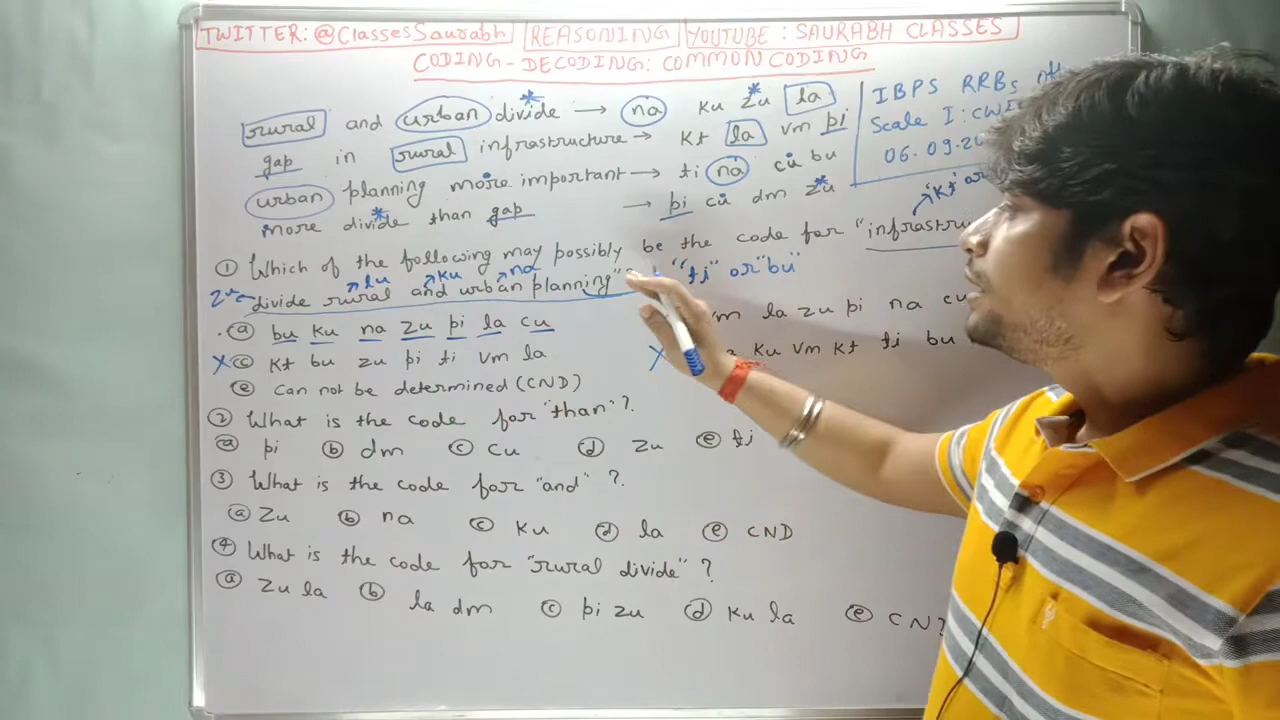 TWITTER: @ClassesSaurabh REASONING YOUTUBE : SAURABH CLASSES
CODING-DECODING: COMMON CODING
rural and urban divide → na ku zu la
gap in rural infrastructure → kt la vm pi
urban planning more important → ti na cu bu
more divide than gap → pi cu dm zu
IBPS RRBs
Scale I:
06.09.20
① Which of the following may possibly be the code for "
"kt" or
divide rural and urban planning"?
zu lu ku na "ti" or "bu"
ⓐ bu ku na zu pi la cu
vm la zu pi na cu
ⓒ kt bu zu pi ti vm la
ku vm kt ti bu
ⓔ can not be determined (CND)
② What is the code for "than"?
ⓐ pi ⓑ dm ⓒ cu ⓓ zu ⓔ ti
③ What is the code for "and" ?
ⓐ zu ⓑ na ⓒ ku ⓓ la ⓔ CND
④ What is the code for "rural divide" ?
ⓐ zu la ⓑ la dm ⓒ pi zu ⓓ ku la ⓔ CND